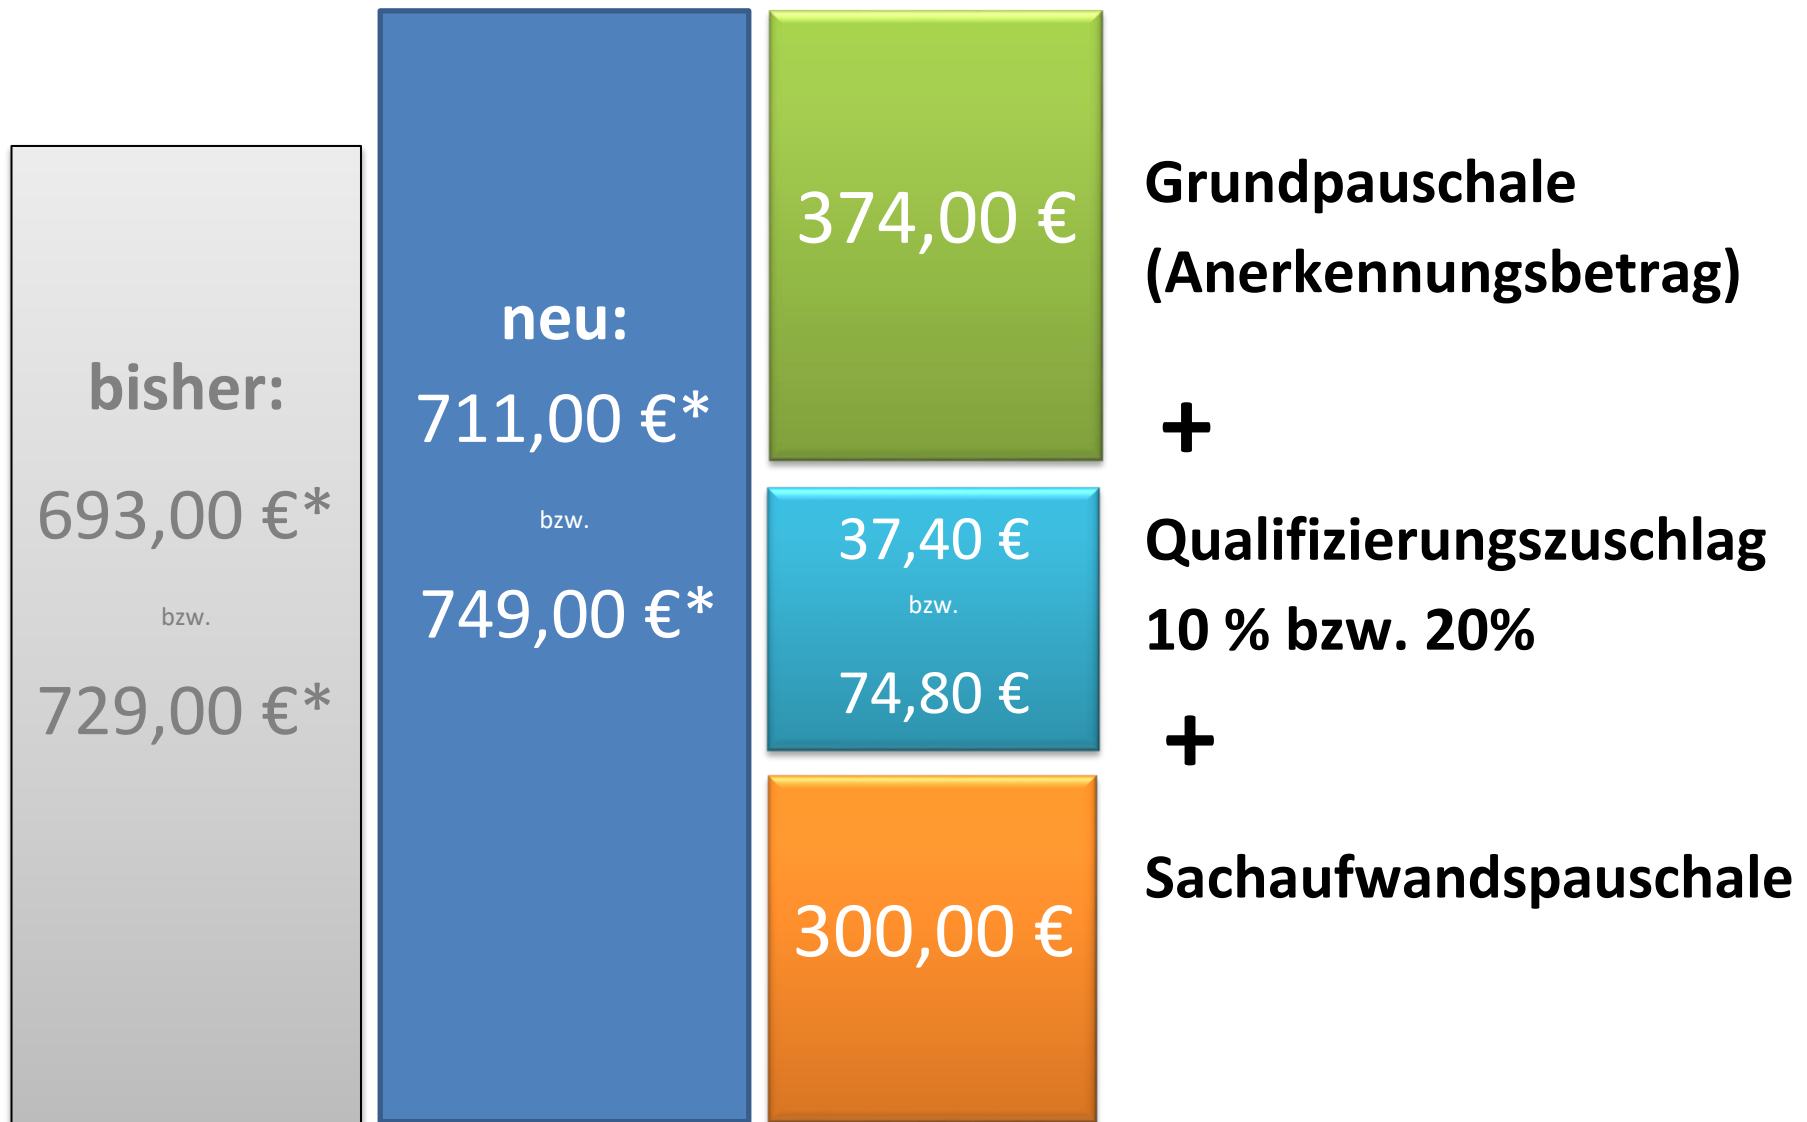 bisher:
693,00 €*
bzw.
729,00 €*
neu:
711,00 €*
bzw.
749,00 €*
374,00 €
37,40 €
bzw.
74,80 €
300,00 €
Grundpauschale
(Anerkennungsbetrag)
+
Qualifizierungszuschlag
10 % bzw. 20%
+
Sachaufwandspauschale